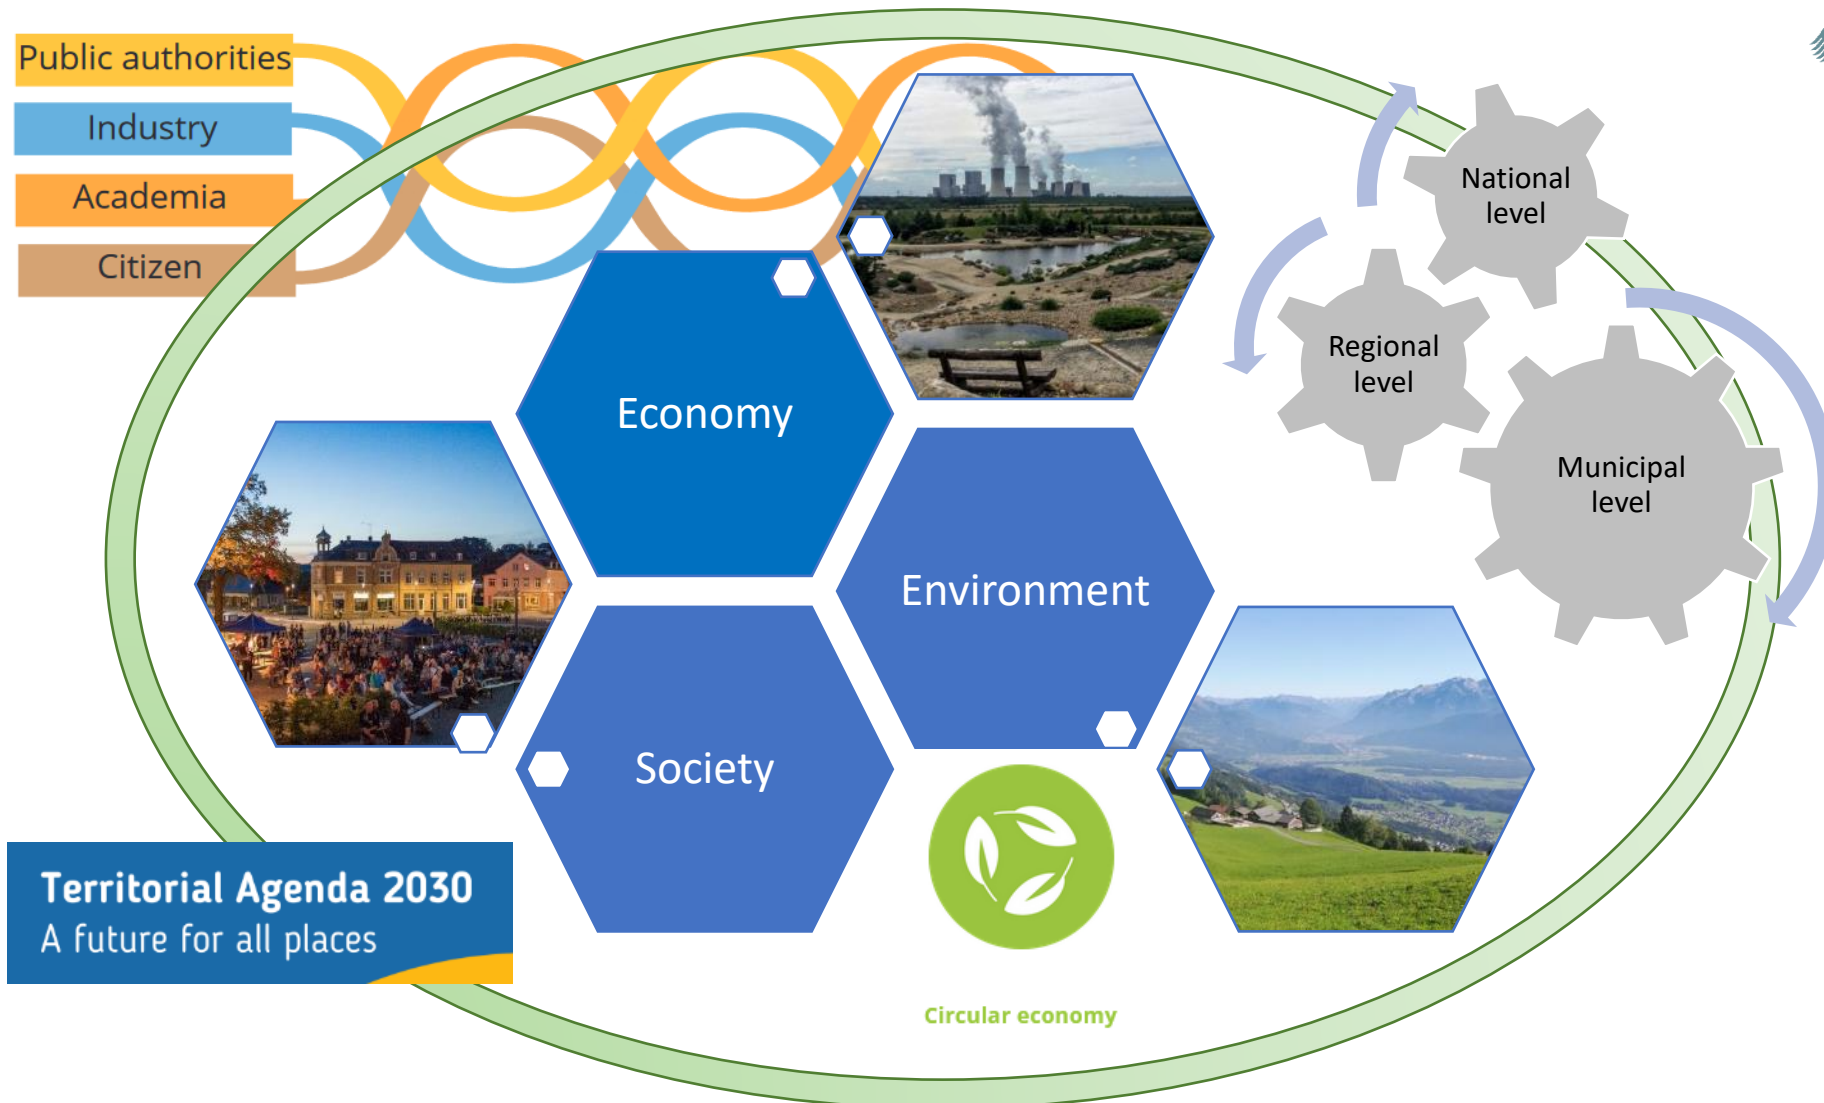 Public authorities
Industry
Academia
Citizen
National
level
Regional
level
Municipal
level
Economy
Environment
Society
Territorial Agenda 2030
A future for all places
Circular economy